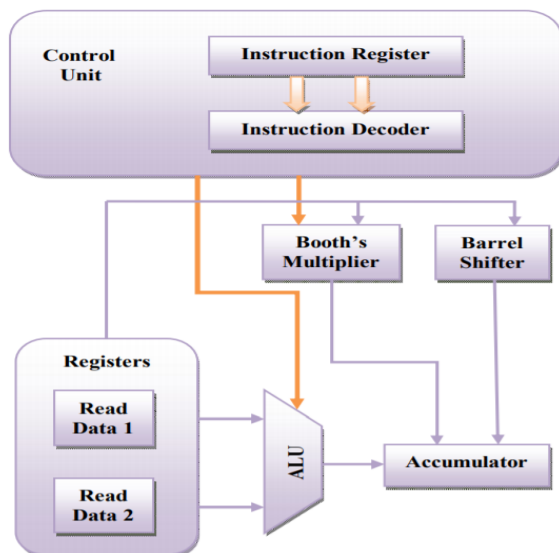 Control
Unit
Instruction Register
Instruction Decoder
Booth's
Multiplier
Barrel
Shifter
Registers
Read
Data 1
Read
Data 2
ALU
Accumulator